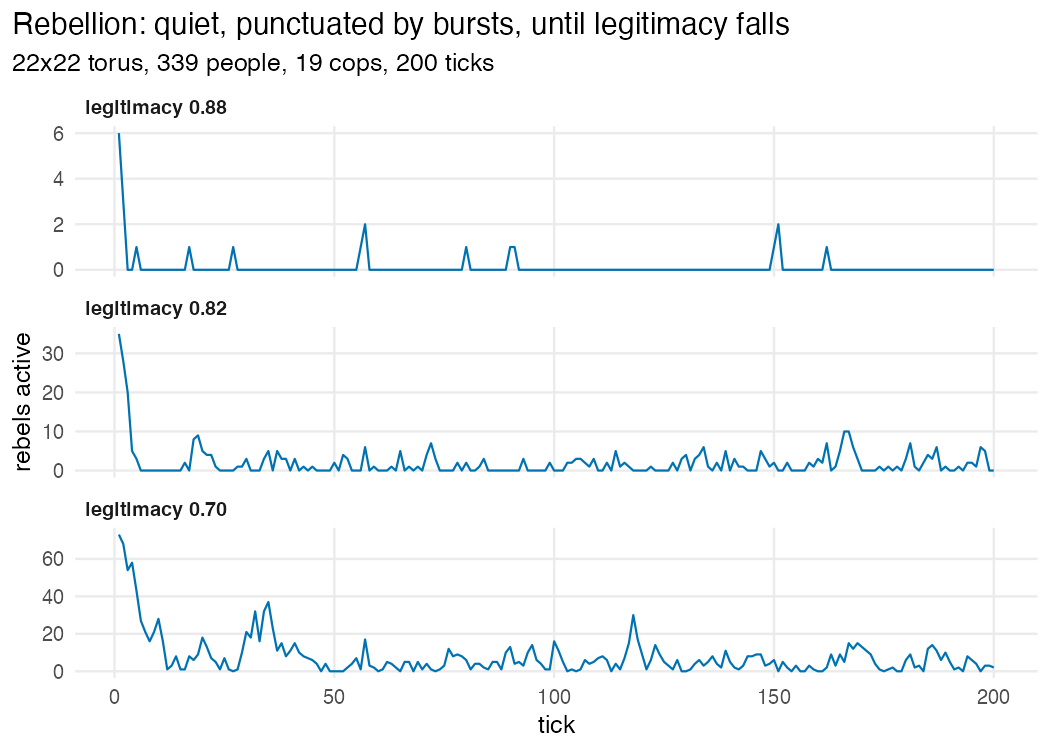 Rebellion: quiet, punctuated by bursts, until legitimacy falls
22x22 torus, 339 people, 19 cops, 200 ticks
legitimacy 0.88
6
4
2
0
legitimacy 0.82
30
20
10
0
rebels active
legitimacy 0.70
60
40
20
0
0 50 100 150 200
tick